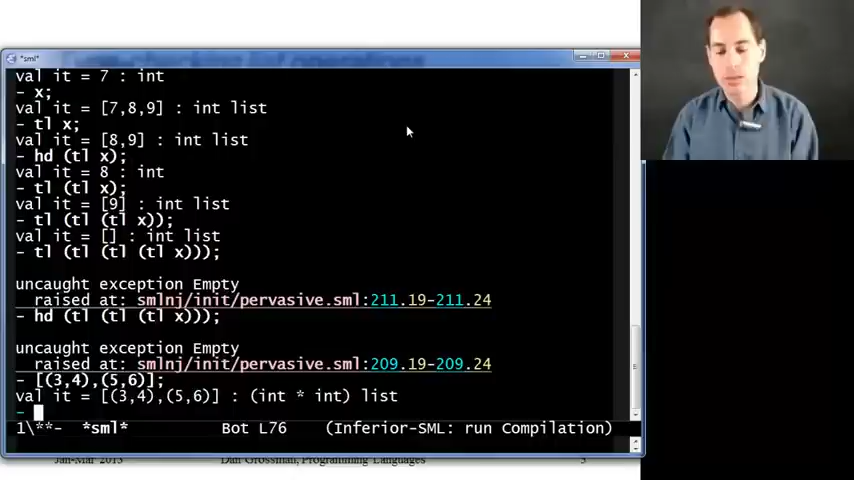 *sml*
val it = 7 : int
- x;
val it = [7,8,9] : int list
- tl x;
val it = [8,9] : int list
- hd (tl x);
val it = 8 : int
- tl (tl x);
val it = [9] : int list
- tl (tl (tl x));
val it = [] : int list
- tl (tl (tl (tl x)));
uncaught exception Empty
raised at: smlnj/init/pervasive.sml:211.19-211.24
- hd (tl (tl (tl x)));
uncaught exception Empty
raised at: smlnj/init/pervasive.sml:209.19-209.24
- [(3,4),(5,6)];
val it = [(3,4),(5,6)] : (int * int) list
-
1\**- *sml* Bot L76 (Inferior-SML: run Compilation)
Jan-Mar 2013 Dan Grossman, Programming Languages